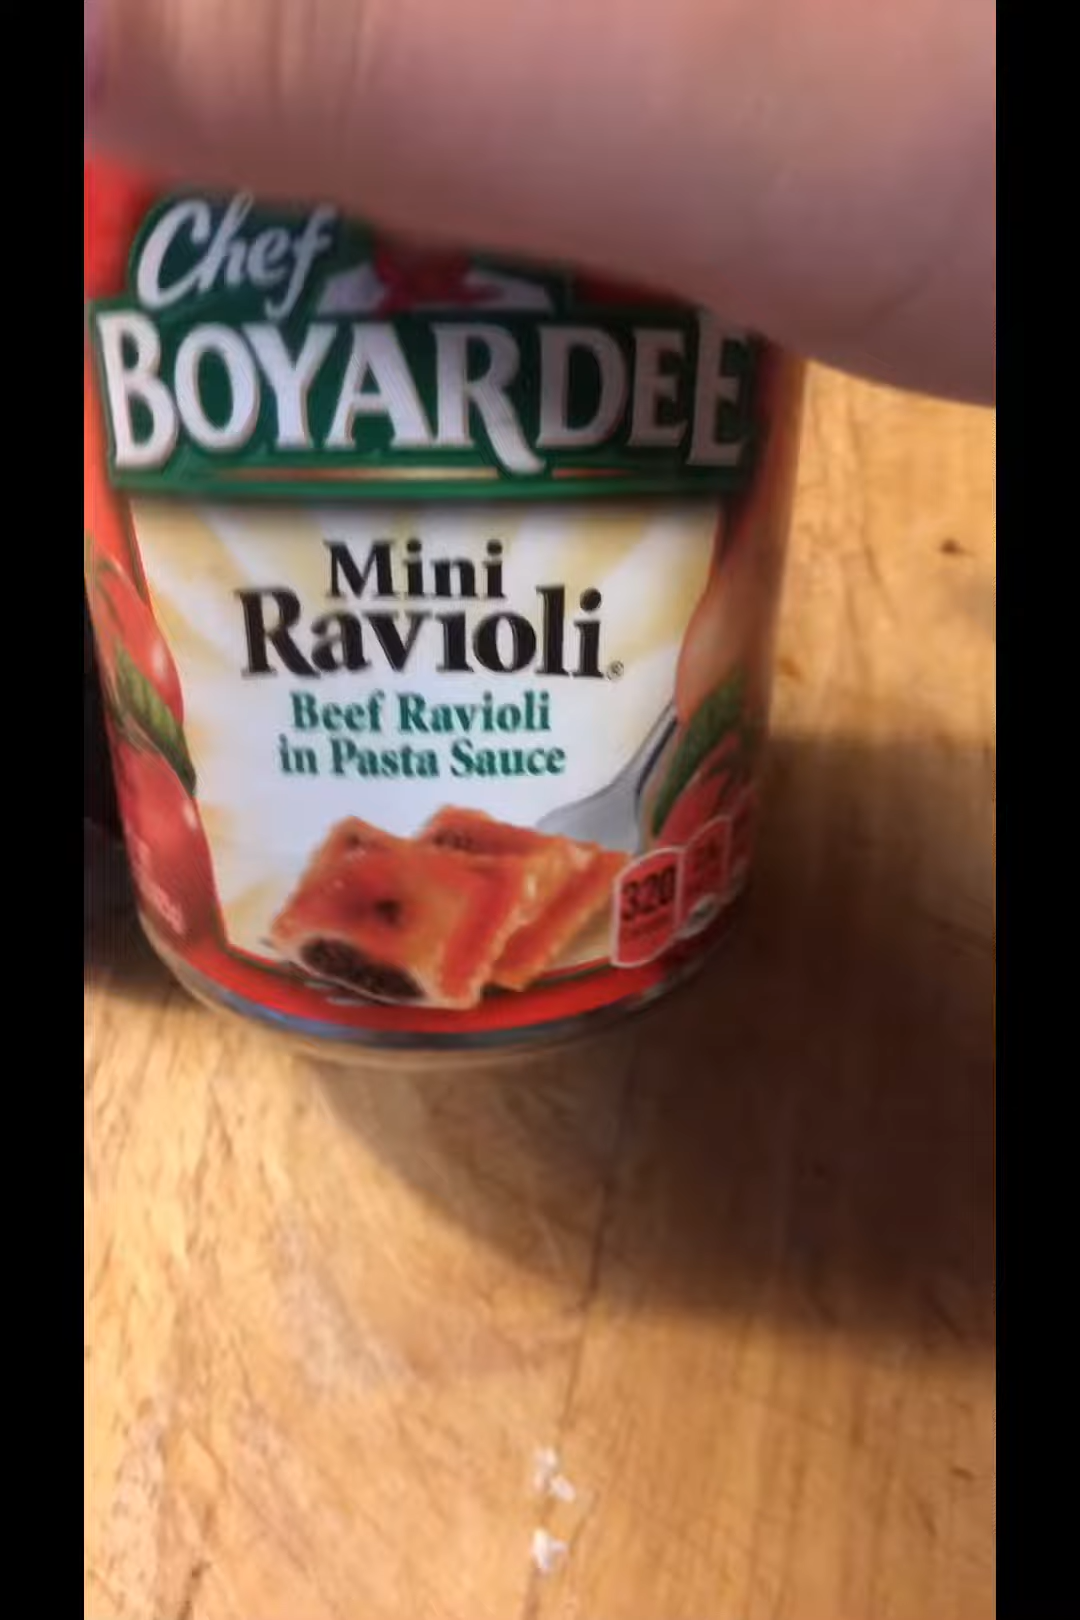 Chef
BOYARDEE
Mini
Ravioli®
Beef Ravioli
in Pasta Sauce
320